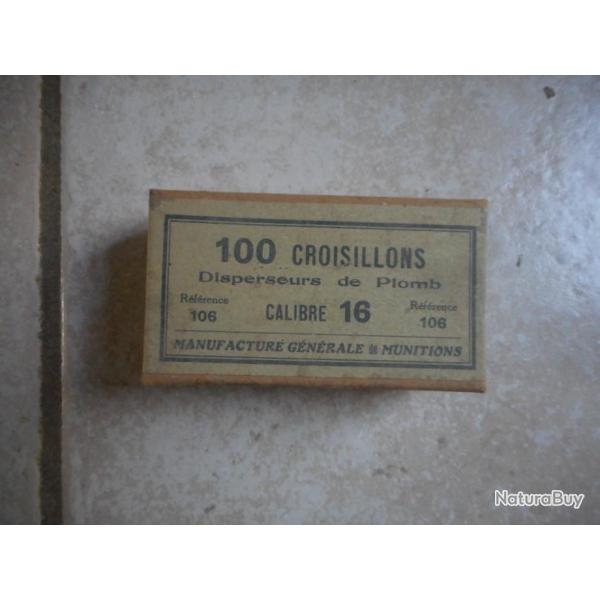 100 CROISILLONS
Disperseurs de Plomb
Référence CALIBRE 16 Référence
106 106
MANUFACTURE GÉNÉRALE de MUNITIONS
NaturaBuy